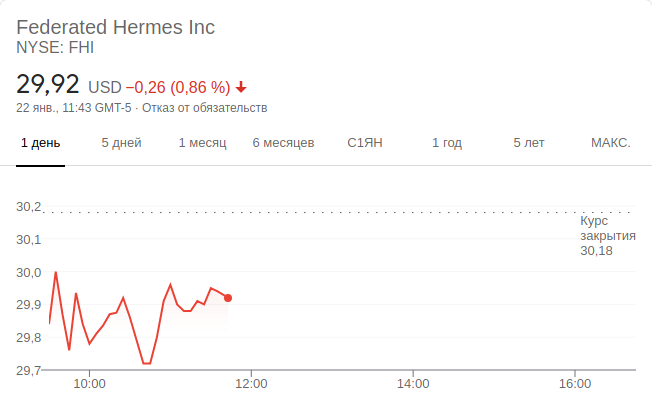 Federated Hermes Inc
NYSE: FHI
29,92 USD −0,26 (0,86 %)
22 янв., 11:43 GMT-5 · Отказ от обязательств
1 день 5 дней 1 месяц 6 месяцев С1ЯН 1 год 5 лет МАКС.
30,2
Курс
закрытия
30,18
30,1
30,0
29,9
29,8
29,7
10:00 12:00 14:00 16:00